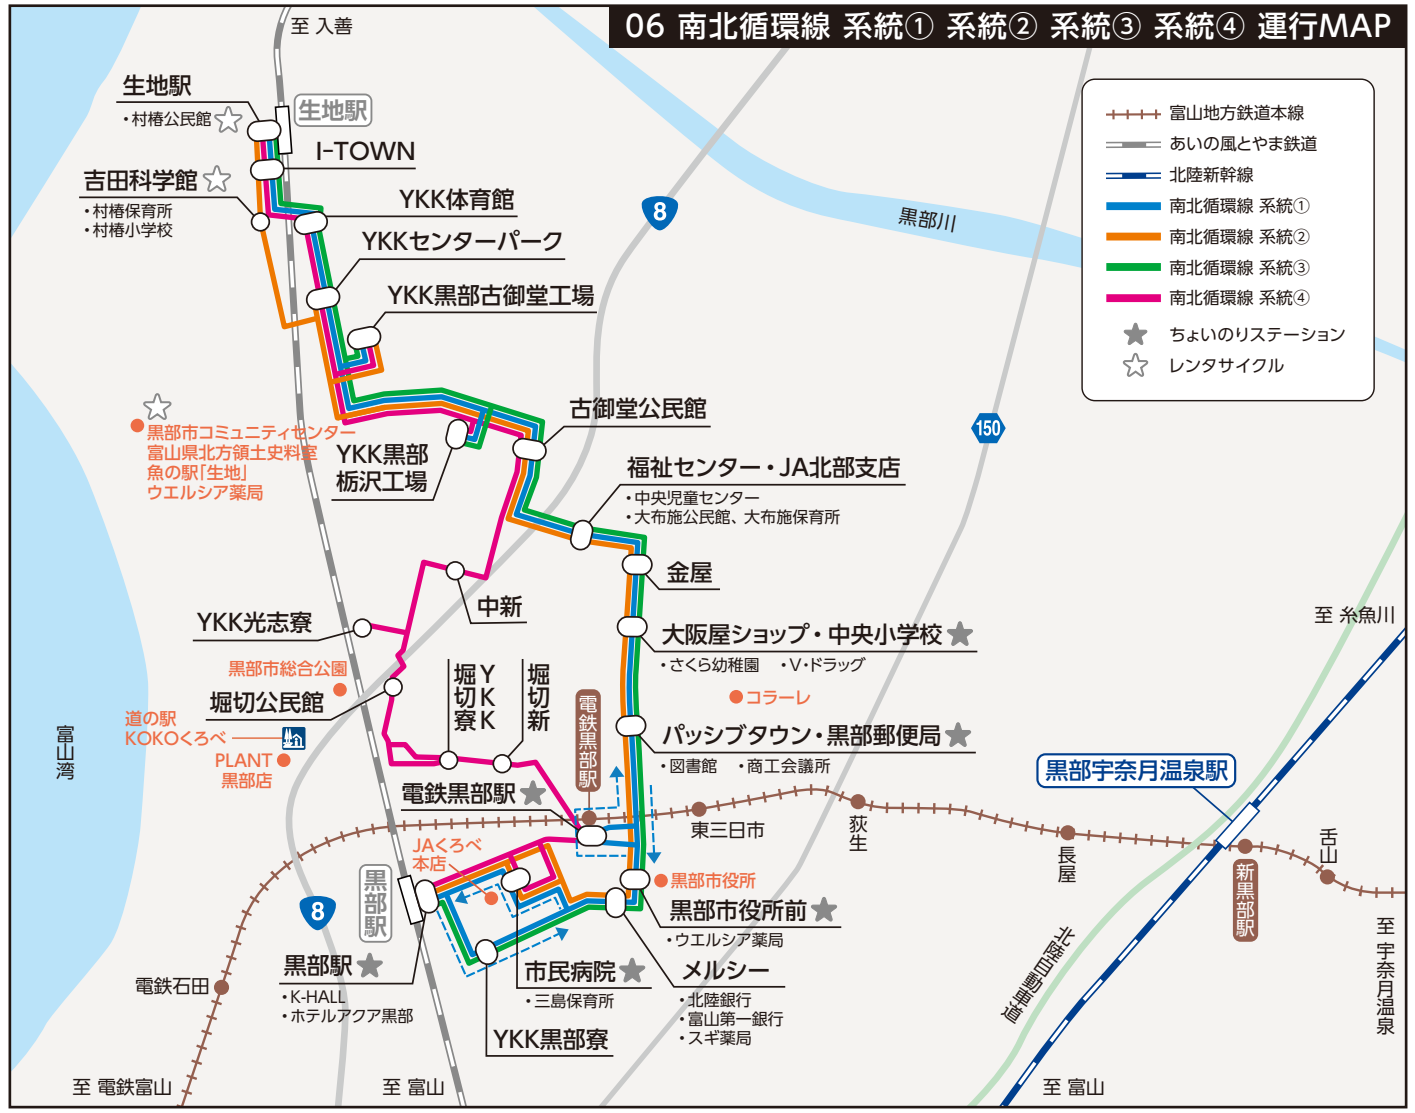 06 南北循環線 系統① 系統② 系統③ 系統④ 運行MAP
至 入善
生地駅
・村椿公民館
生地駅
I-TOWN
吉田科学館
・村椿保育所
・村椿小学校
YKK体育館
YKKセンターパーク
YKK黒部古御堂工場
8
黒部川
富山地方鉄道本線
あいの風とやま鉄道
北陸新幹線
南北循環線 系統①
南北循環線 系統②
南北循環線 系統③
南北循環線 系統④
ちょいのりステーション
レンタサイクル
黒部市コミュニティセンター
富山県北方領土史料室
魚の駅「生地」
ウエルシア薬局
YKK黒部
栃沢工場
古御堂公民館
150
福祉センター・JA北部支店
・中央児童センター
・大布施公民館、大布施保育所
金屋
中新
YKK光志寮
大阪屋ショップ・中央小学校
・さくら幼稚園 ・V・ドラッグ
至 糸魚川
黒部市総合公園
堀切公民館
YKK
堀切寮
堀切新
電鉄黒部駅
コラーレ
道の駅
KOKOくろべ
PLANT
黒部店
富山湾
パッシブタウン・黒部郵便局
・図書館 ・商工会議所
黒部宇奈月温泉駅
電鉄黒部駅
東三日市
荻生
長屋
舌山
新黒部駅
JAくろべ
本店
黒部駅
8
黒部市役所
黒部市役所前
・ウエルシア薬局
至 宇奈月温泉
北陸自動車道
電鉄石田
黒部駅
・K-HALL
・ホテルアクア黒部
市民病院
・三島保育所
メルシー
・北陸銀行
・富山第一銀行
・スギ薬局
YKK黒部寮
至 電鉄富山
至 富山
至 富山